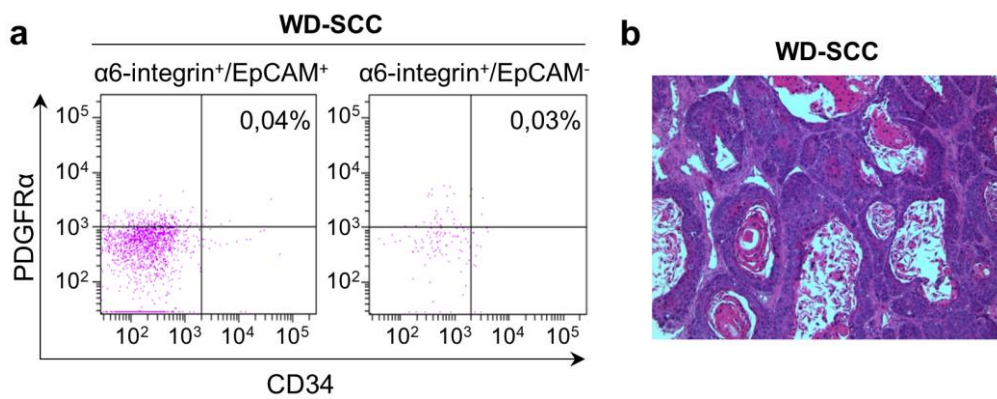 a
WD-SCC
α6-integrin⁺/EpCAM⁺
α6-integrin⁺/EpCAM⁻
0,04%
0,03%
10⁵
10⁴
10³
10²
10² 10³ 10⁴ 10⁵
10⁵
10⁴
10³
10²
10² 10³ 10⁴ 10⁵
PDGFRα
CD34
b
WD-SCC